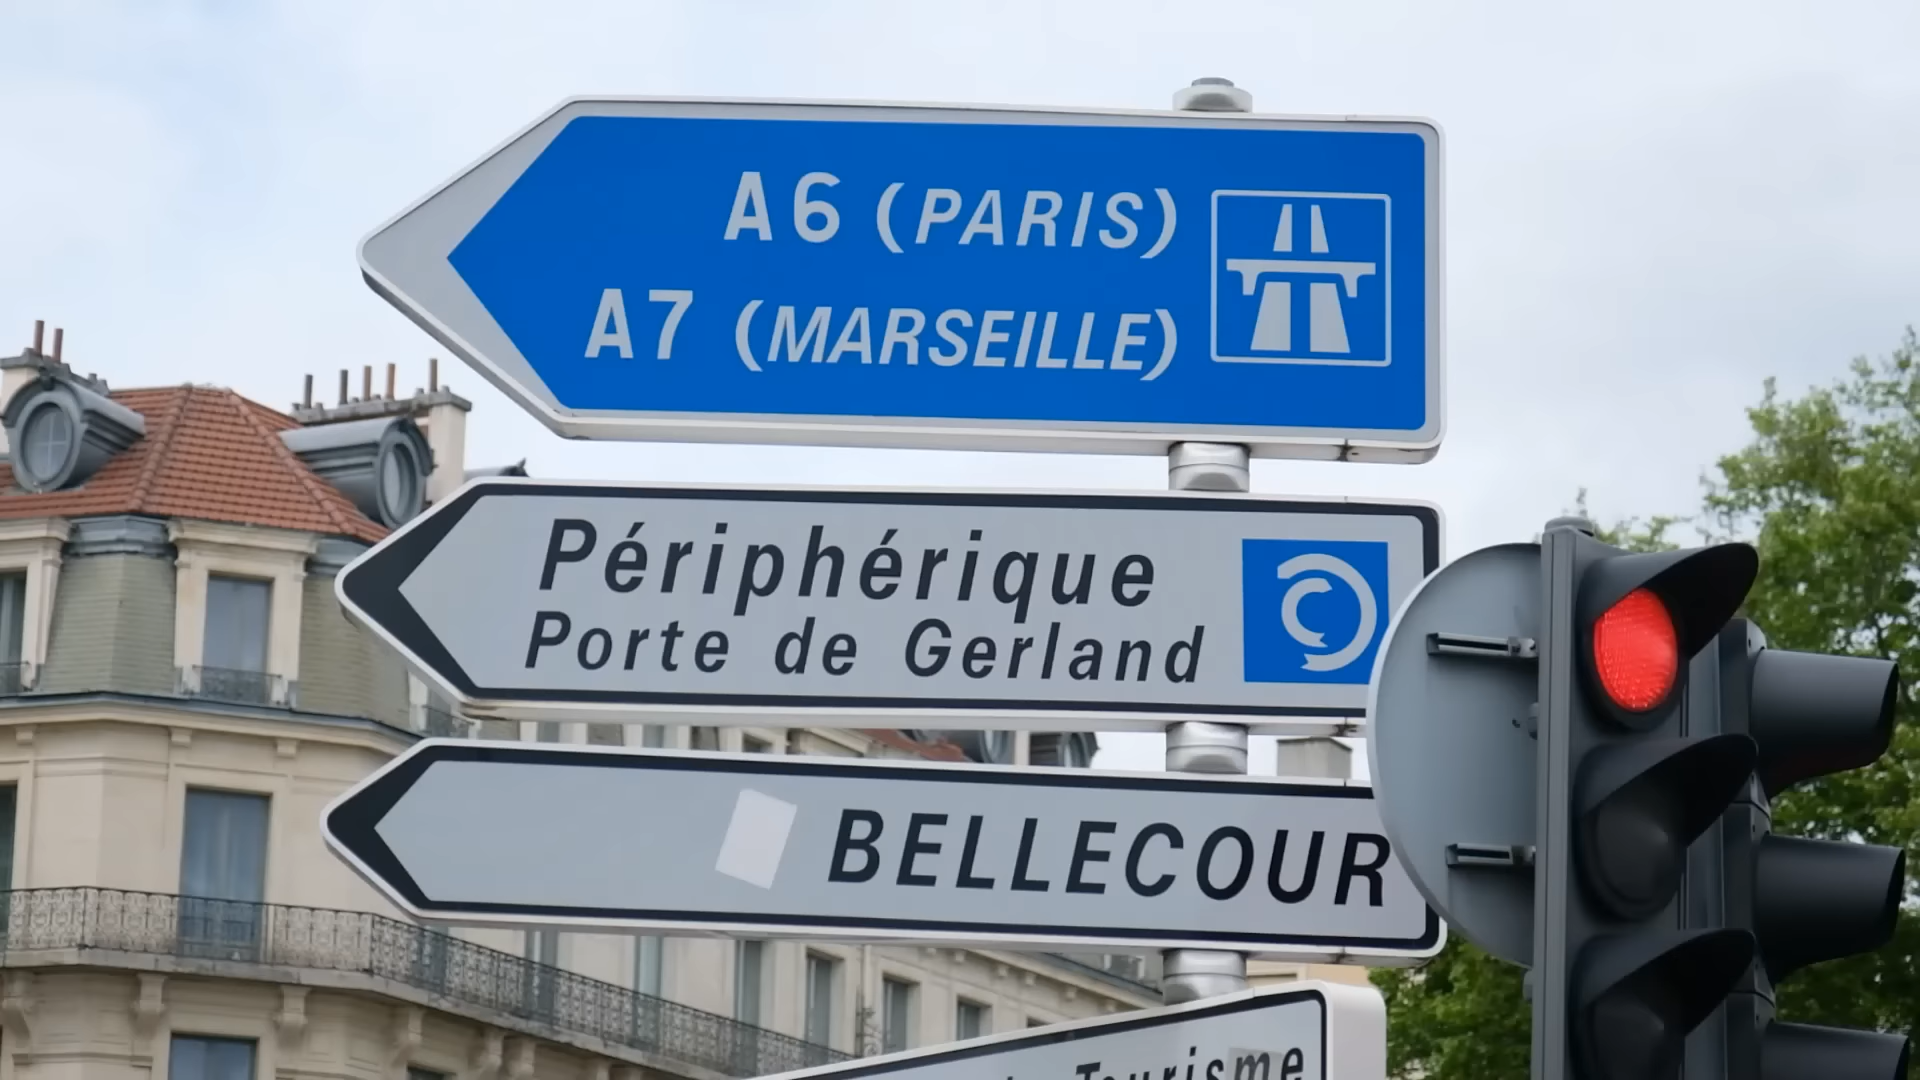 A6 (PARIS)
A7 (MARSEILLE)
Périphérique
Porte de Gerland
BELLECOUR
Tourisme